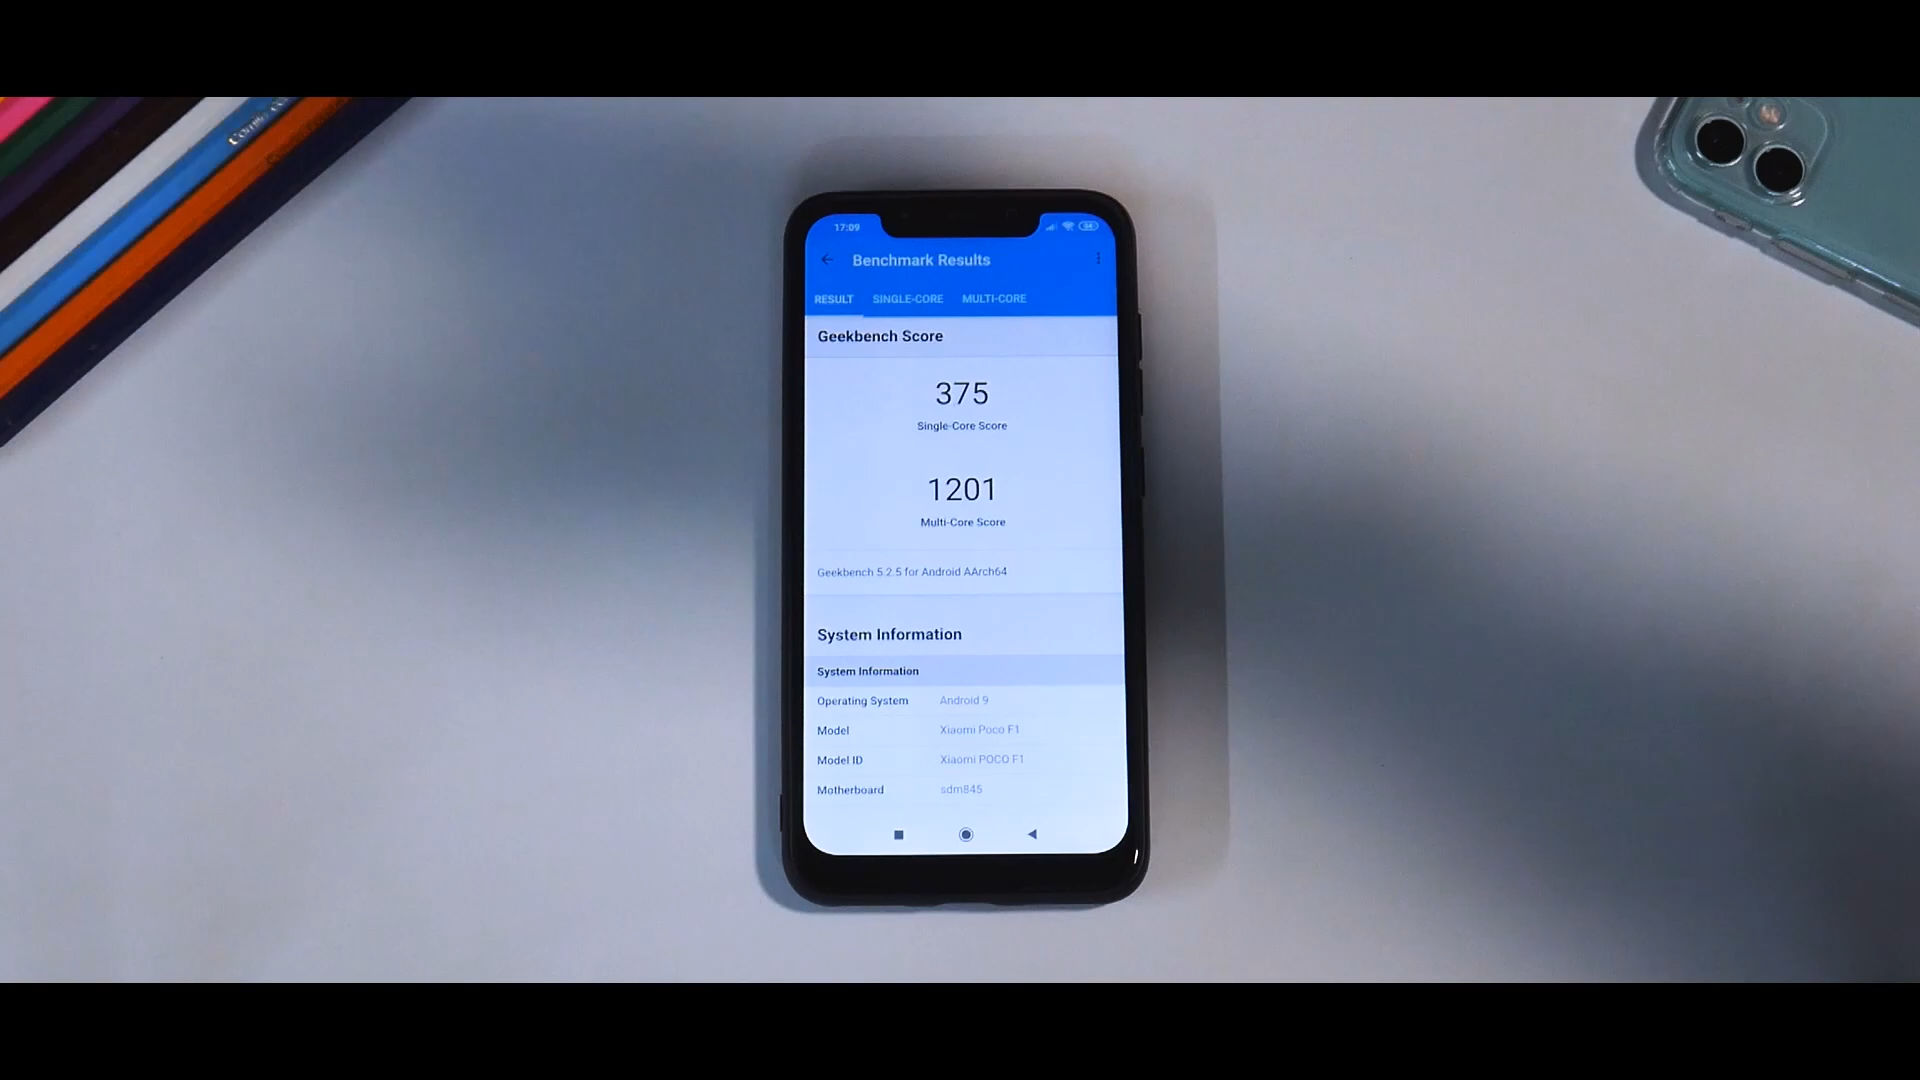 17:09
Benchmark Results
RESULT SINGLE-CORE MULTI-CORE
Geekbench Score
375
Single-Core Score
1201
Multi-Core Score
Geekbench 5.2.5 for Android AArch64
System Information
System Information
Operating System Android 9
Model Xiaomi Poco F1
Model ID Xiaomi POCO F1
Motherboard sdm845